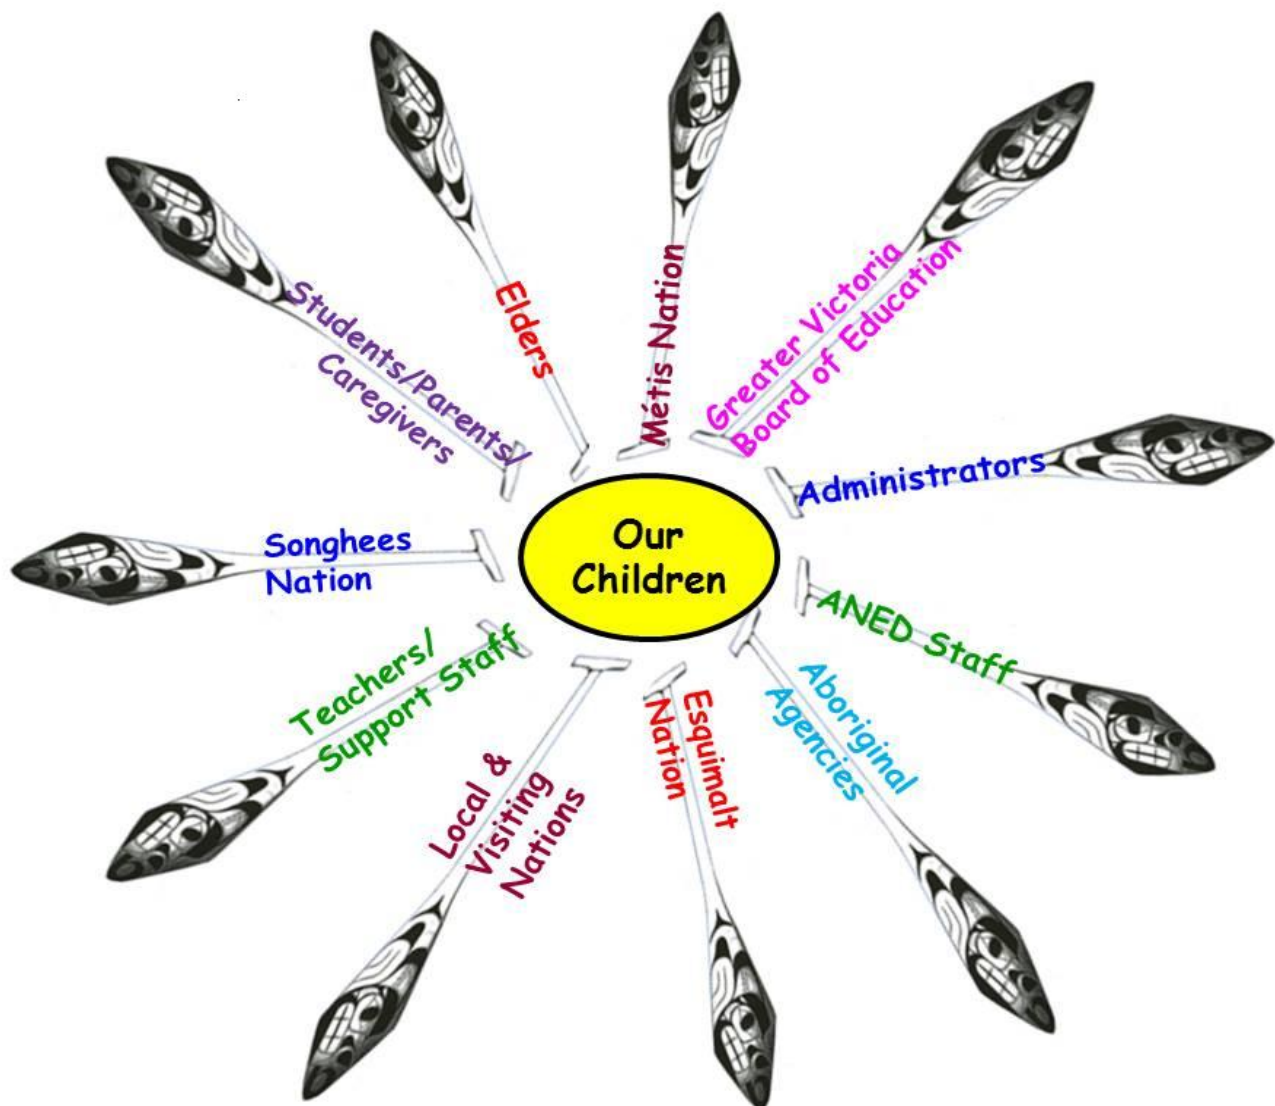 Our
Children
Elders
Métis Nation
Greater Victoria
Board of Education
Administrators
ANED Staff
Aboriginal
Agencies
Esquimalt
Nation
Local &
Visiting
Nations
Teachers/
Support Staff
Songhees
Nation
Students/Parents/
Caregivers